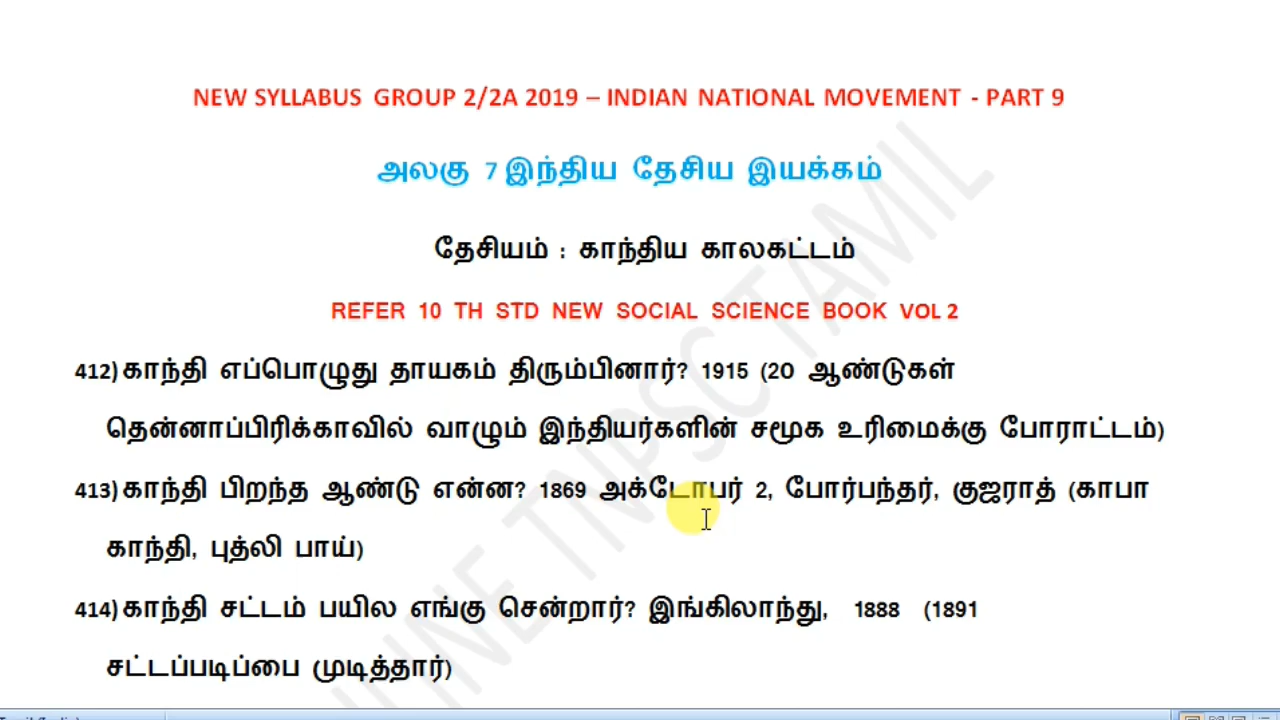 NEW SYLLABUS GROUP 2/2A 2019 – INDIAN NATIONAL MOVEMENT - PART 9
அலகு 7 இந்திய தேசிய இயக்கம்
தேசியம் : காந்திய காலகட்டம்
REFER 10 TH STD NEW SOCIAL SCIENCE BOOK VOL 2
412) காந்தி எப்பொழுது தாயகம் திரும்பினார்? 1915 (20 ஆண்டுகள்
தென்னாப்பிரிக்காவில் வாழும் இந்தியர்களின் சமூக உரிமைக்கு போராட்டம்)
413) காந்தி பிறந்த ஆண்டு என்ன? 1869 அக்டோபர் 2, போர்பந்தர், குஜராத் (காபா
காந்தி, புத்லி பாய்)
414) காந்தி சட்டம் பயில எங்கு சென்றார்? இங்கிலாந்து, 1888 (1891
சட்டப்படிப்பை முடித்தார்)
TNPSC TAMIL